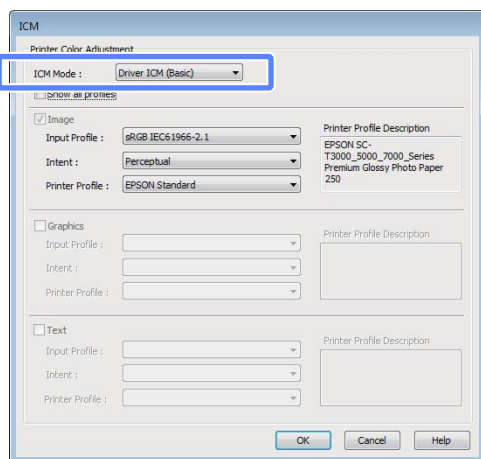 ICM
Printer Color Adjustment
ICM Mode : Driver ICM (Basic)
Show all profiles
Image
Input Profile : sRGB IEC61966-2.1
Intent : Perceptual
Printer Profile : EPSON Standard
Printer Profile Description
EPSON SC-
T3000_5000_7000_Series
Premium Glossy Photo Paper
250
Graphics
Input Profile :
Intent :
Printer Profile :
Printer Profile Description
Text
Input Profile :
Intent :
Printer Profile :
Printer Profile Description
OK Cancel Help